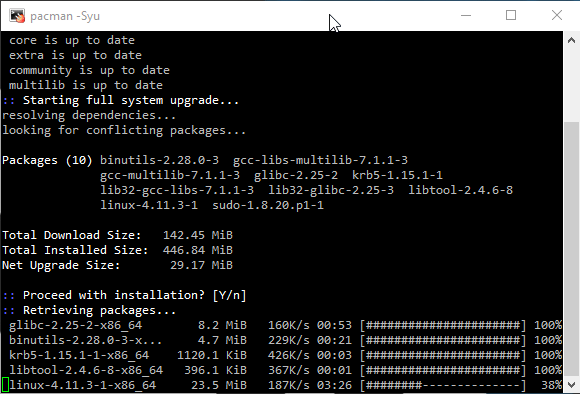 pacman -Syu
core is up to date
extra is up to date
community is up to date
multilib is up to date
:: Starting full system upgrade...
resolving dependencies...
looking for conflicting packages...
Packages (10) binutils-2.28.0-3  gcc-libs-multilib-7.1.1-3
gcc-multilib-7.1.1-3  glibc-2.25-2  krb5-1.15.1-1
lib32-gcc-libs-7.1.1-3  lib32-glibc-2.25-3  libtool-2.4.6-8
linux-4.11.3-1  sudo-1.8.20.p1-1
Total Download Size:   142.45 MiB
Total Installed Size:  446.84 MiB
Net Upgrade Size:       29.17 MiB
:: Proceed with installation? [Y/n]
:: Retrieving packages...
glibc-2.25-2-x86_64        8.2 MiB   160K/s 00:53 [######################] 100%
binutils-2.28.0-3-x...     4.7 MiB   229K/s 00:21 [######################] 100%
krb5-1.15.1-1-x86_64    1120.1 KiB   426K/s 00:03 [######################] 100%
libtool-2.4.6-8-x86_64   396.1 KiB   367K/s 00:01 [######################] 100%
linux-4.11.3-1-x86_64     23.5 MiB   187K/s 03:26 [########--------------]  38%